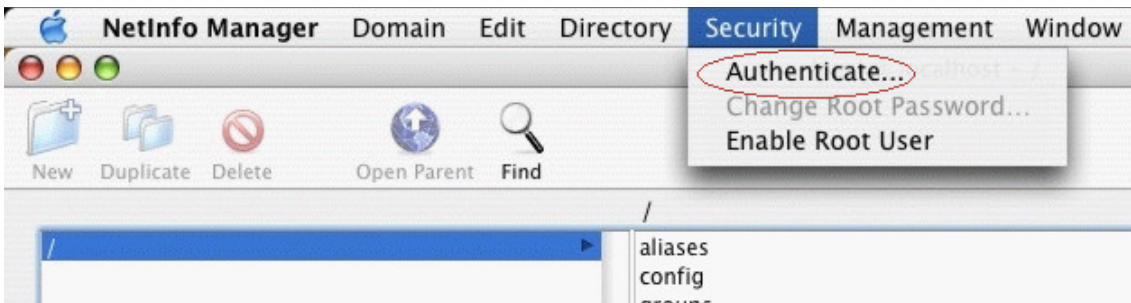 NetInfo Manager Domain Edit Directory Security Management Window
Authenticate...
Change Root Password...
Enable Root User
New Duplicate Delete Open Parent Find
/
/
aliases
config